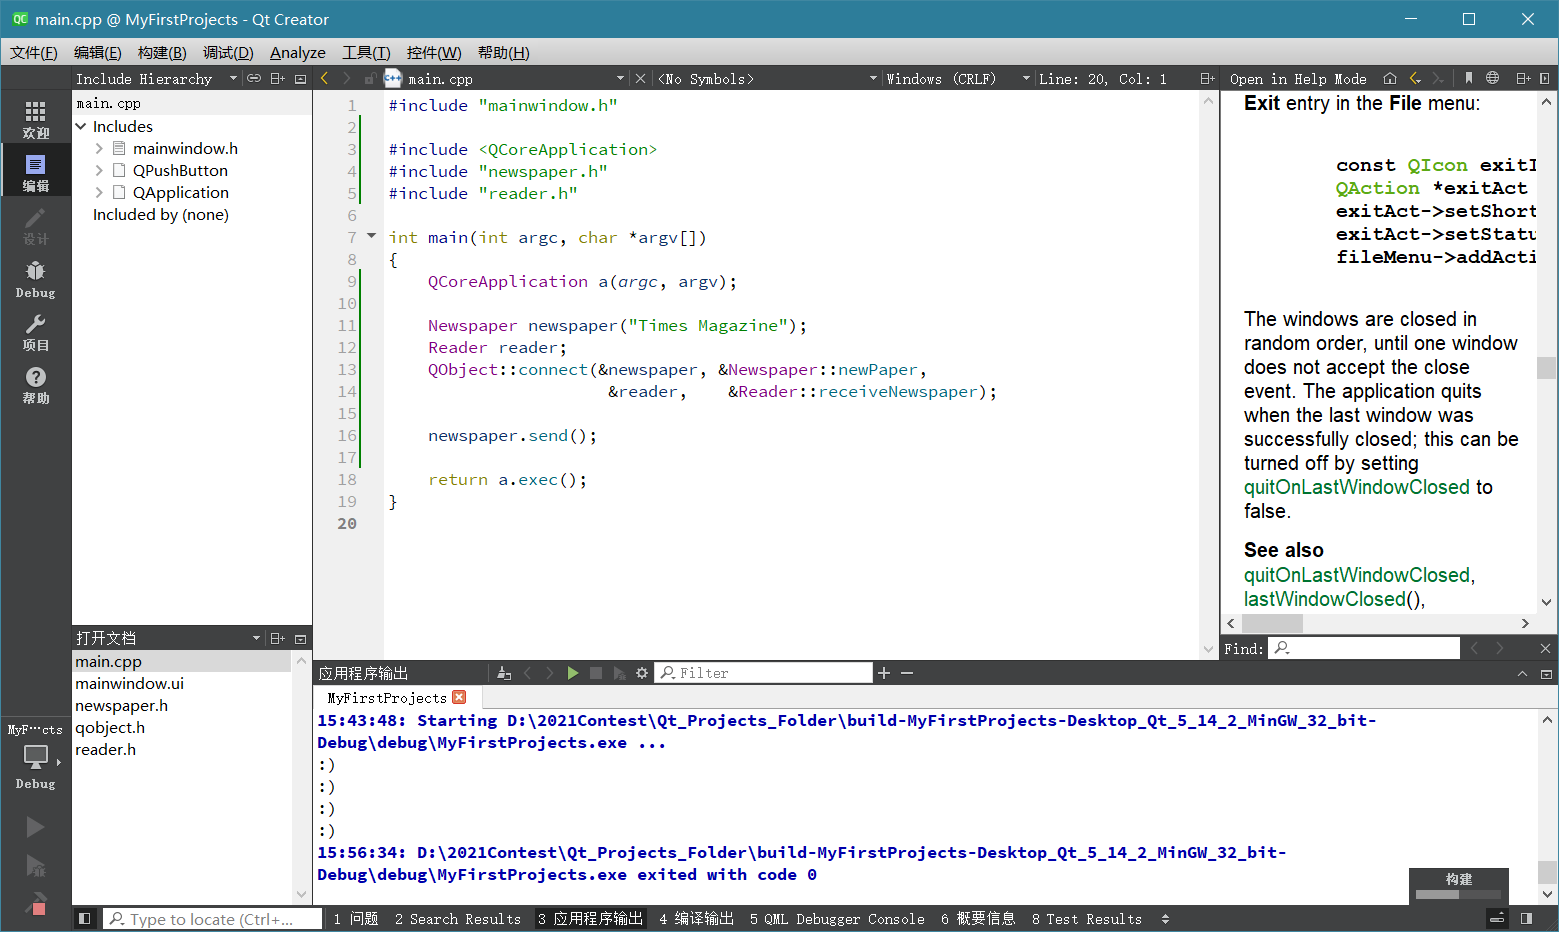 main.cpp @ MyFirstProjects - Qt Creator
文件(F) 编辑(E) 构建(B) 调试(D) Analyze 工具(T) 控件(W) 帮助(H)
Include Hierarchy
main.cpp
<No Symbols>
Windows (CRLF)
Line: 20, Col: 1
Open in Help Mode
欢迎
编辑
设计
Debug
项目
帮助
MyF···cts
Debug
main.cpp
Includes
mainwindow.h
QPushButton
QApplication
Included by (none)
打开文档
main.cpp
mainwindow.ui
newspaper.h
qobject.h
reader.h
1 #include "mainwindow.h"
2
3 #include <QCoreApplication>
4 #include "newspaper.h"
5 #include "reader.h"
6
7 int main(int argc, char *argv[])
8 {
9     QCoreApplication a(argc, argv);
10
11     Newspaper newspaper("Times Magazine");
12     Reader reader;
13     QObject::connect(&newspaper, &Newspaper::newPaper,
14                       &reader,    &Reader::receiveNewspaper);
15
16     newspaper.send();
17
18     return a.exec();
19 }
20
Exit entry in the File menu:
const QIcon exitI
QAction *exitAct
exitAct->setShort
exitAct->setStatu
fileMenu->addActi
The windows are closed in
random order, until one window
does not accept the close
event. The application quits
when the last window was
successfully closed; this can be
turned off by setting
quitOnLastWindowClosed to
false.
See also
quitOnLastWindowClosed,
lastWindowClosed(),
Find:
应用程序输出
Filter
MyFirstProjects
15:43:48: Starting D:\2021Contest\Qt_Projects_Folder\build-MyFirstProjects-Desktop_Qt_5_14_2_MinGW_32_bit-
Debug\debug\MyFirstProjects.exe ...
:)
:)
:)
:)
15:56:34: D:\2021Contest\Qt_Projects_Folder\build-MyFirstProjects-Desktop_Qt_5_14_2_MinGW_32_bit-
Debug\debug\MyFirstProjects.exe exited with code 0
构建
Type to locate (Ctrl+...
1 问题 2 Search Results 3 应用程序输出 4 编译输出 5 QML Debugger Console 6 概要信息 8 Test Results